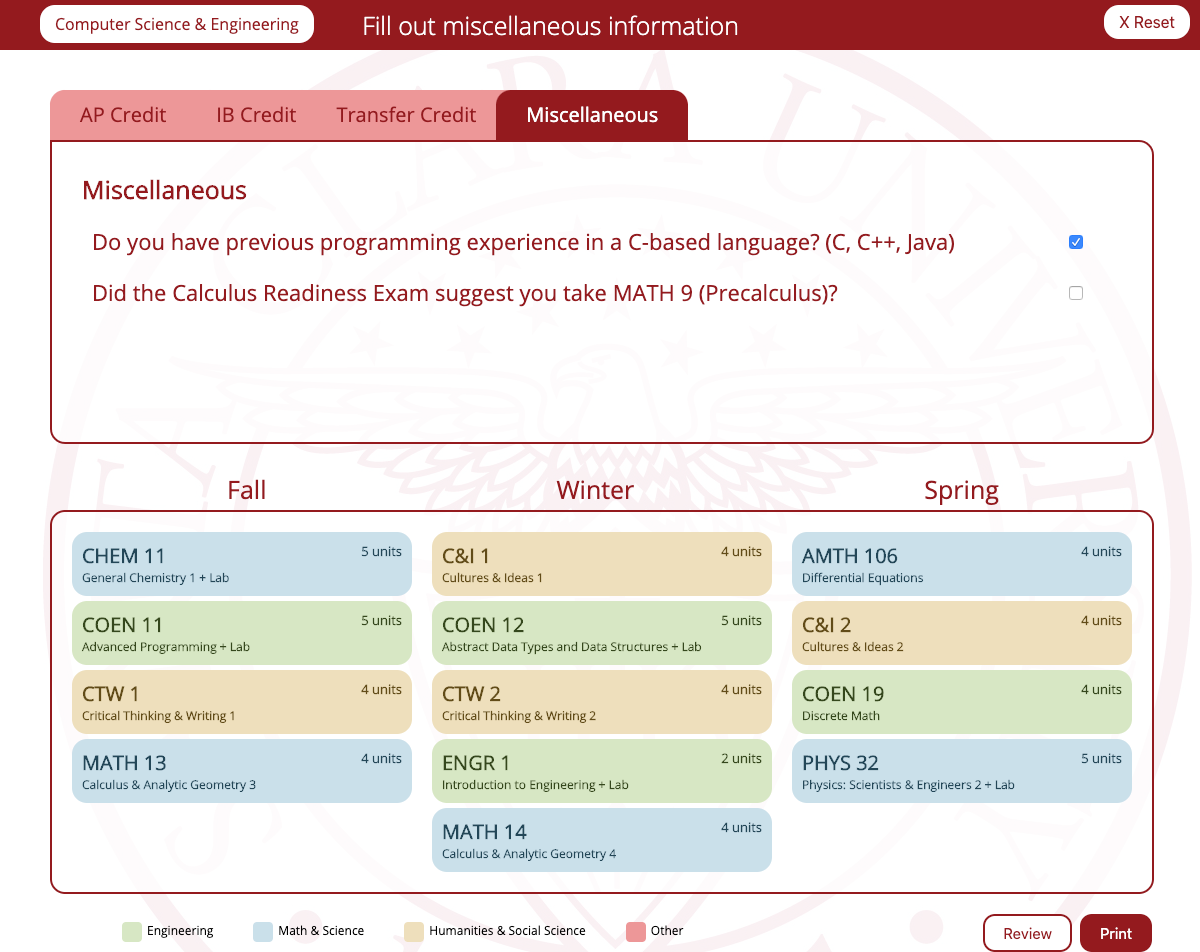 Computer Science & Engineering
Fill out miscellaneous information
X Reset
AP Credit
IB Credit
Transfer Credit
Miscellaneous
Miscellaneous
Do you have previous programming experience in a C-based language? (C, C++, Java)
Did the Calculus Readiness Exam suggest you take MATH 9 (Precalculus)?
Fall
Winter
Spring
CHEM 11
5 units
General Chemistry 1 + Lab
COEN 11
5 units
Advanced Programming + Lab
CTW 1
4 units
Critical Thinking & Writing 1
MATH 13
4 units
Calculus & Analytic Geometry 3
C&I 1
4 units
Cultures & Ideas 1
COEN 12
5 units
Abstract Data Types and Data Structures + Lab
CTW 2
4 units
Critical Thinking & Writing 2
ENGR 1
2 units
Introduction to Engineering + Lab
MATH 14
4 units
Calculus & Analytic Geometry 4
AMTH 106
4 units
Differential Equations
C&I 2
4 units
Cultures & Ideas 2
COEN 19
4 units
Discrete Math
PHYS 32
5 units
Physics: Scientists & Engineers 2 + Lab
Engineering
Math & Science
Humanities & Social Science
Other
Review
Print